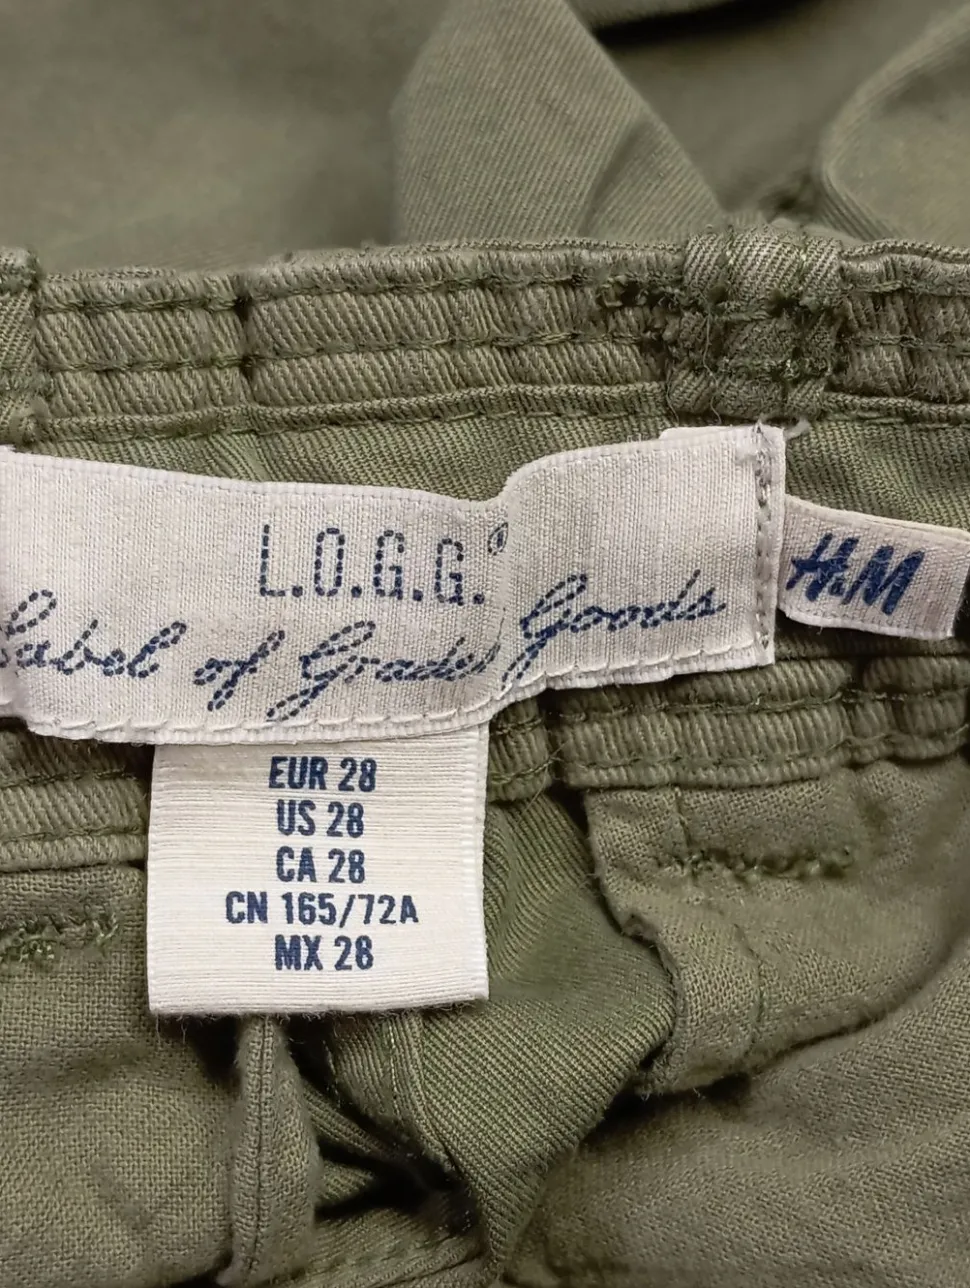 L.O.G.G.®
Label of Graded Goods
H&M
EUR 28
US 28
CA 28
CN 165/72A
MX 28